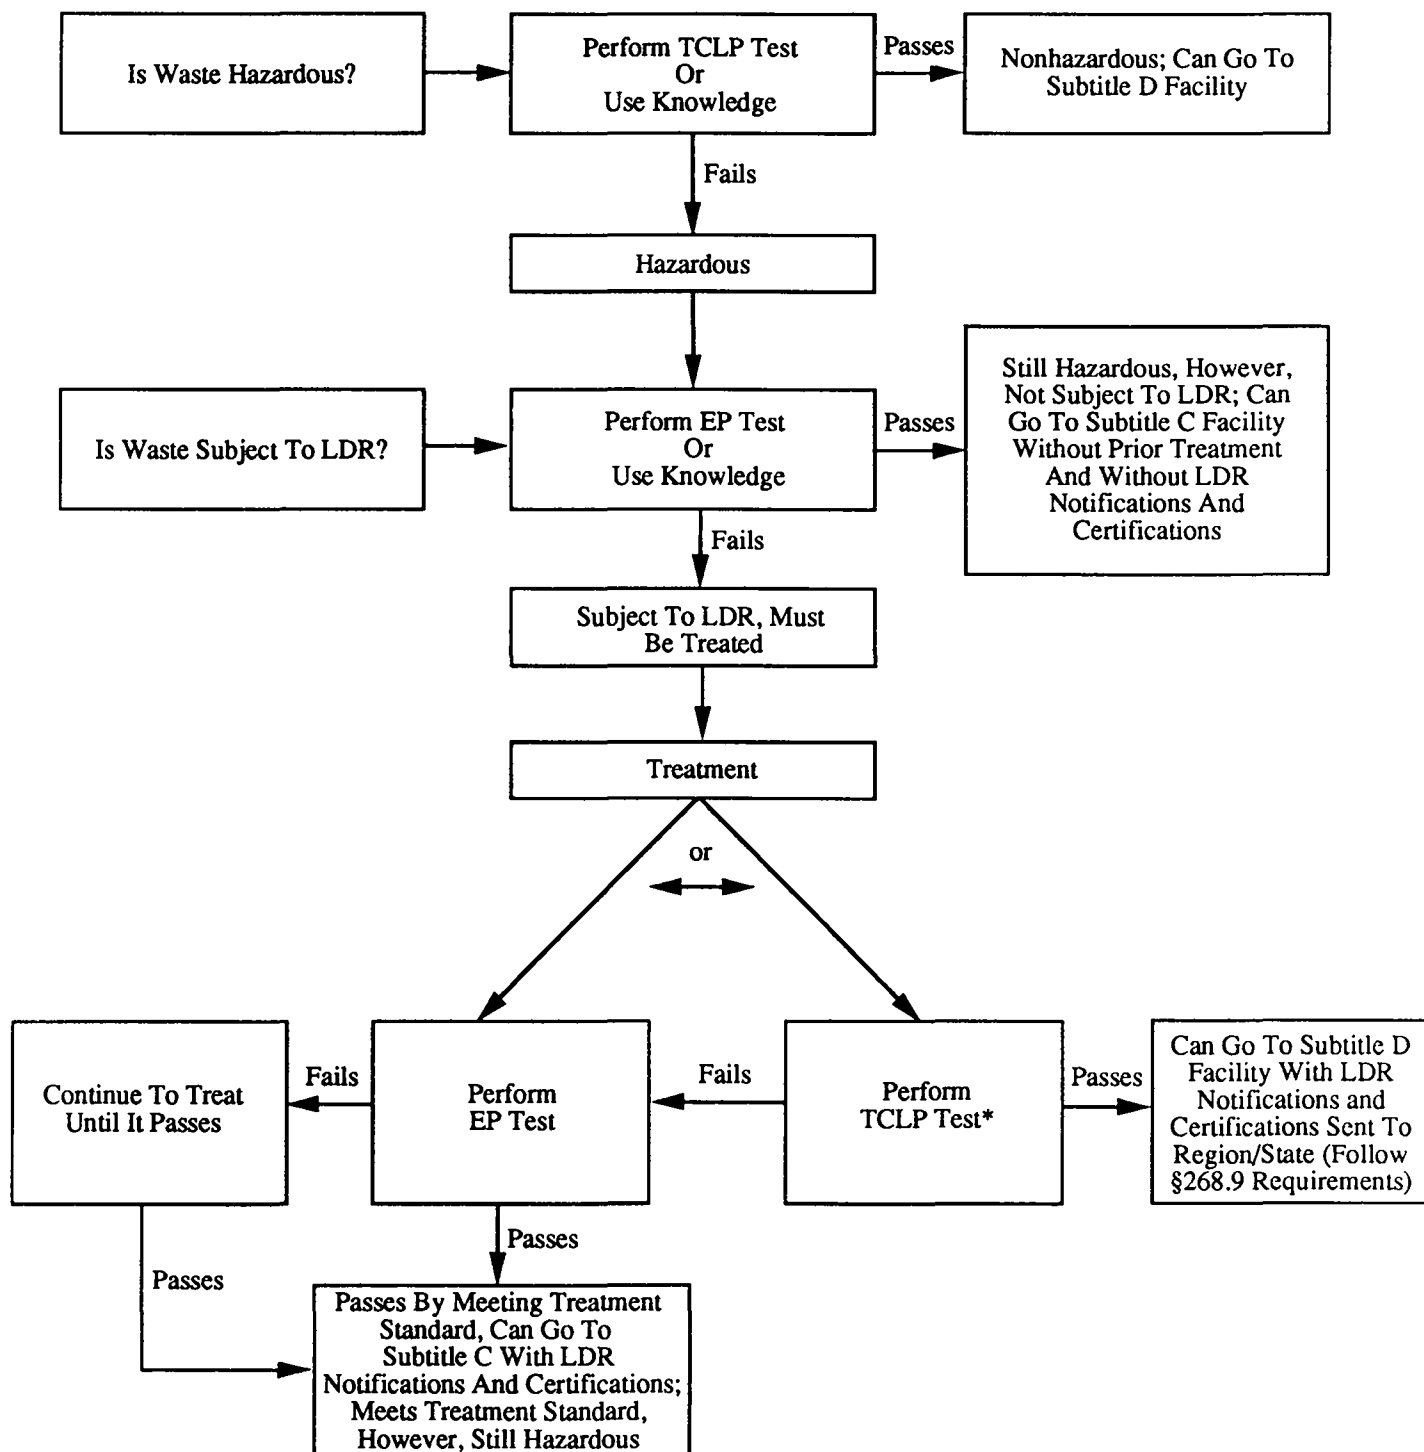 Is Waste Hazardous?
Perform TCLP Test
Or
Use Knowledge
Passes
Nonhazardous; Can Go To
Subtitle D Facility
Fails
Hazardous
Is Waste Subject To LDR?
Perform EP Test
Or
Use Knowledge
Passes
Still Hazardous, However,
Not Subject To LDR; Can
Go To Subtitle C Facility
Without Prior Treatment
And Without LDR
Notifications And
Certifications
Fails
Subject To LDR, Must
Be Treated
Treatment
or
Continue To Treat
Until It Passes
Fails
Perform
EP Test
Fails
Perform
TCLP Test*
Passes
Can Go To Subtitle D
Facility With LDR
Notifications and
Certifications Sent To
Region/State (Follow
§268.9 Requirements)
Passes
Passes
Passes By Meeting Treatment
Standard, Can Go To
Subtitle C With LDR
Notifications And Certifications;
Meets Treatment Standard,
However, Still Hazardous